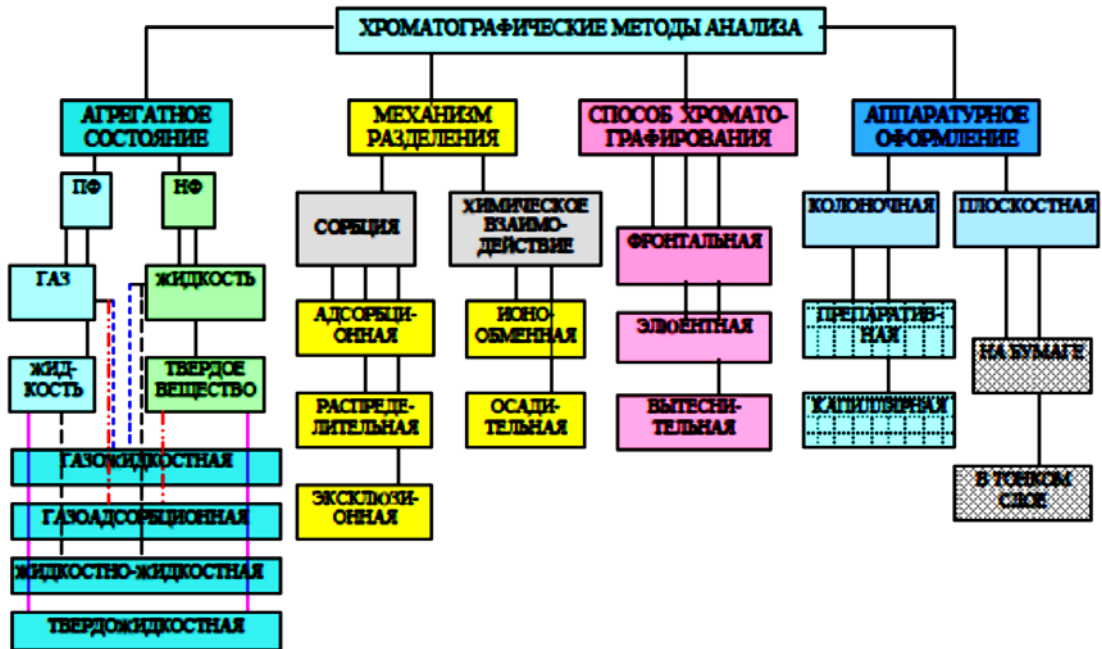 ХРОМАТОГРАФИЧЕСКИЕ МЕТОДЫ АНАЛИЗА
АГРЕГАТНОЕ
СОСТОЯНИЕ
МЕХАНИЗМ
РАЗДЕЛЕНИЯ
СПОСОБ ХРОМАТО-
ГРАФИРОВАНИЯ
АППАРАТУРНОЕ
ОФОРМЛЕНИЕ
ПФ
НФ
ГАЗ
ЖИДКОСТЬ
ЖИД-
КОСТЬ
ТВЕРДОЕ
ВЕЩЕСТВО
ГАЗОЖИДКОСТНАЯ
ГАЗОАДСОРБЦИОННАЯ
ЖИДКОСТНО-ЖИДКОСТНАЯ
ТВЕРДОЖИДКОСТНАЯ
СОРБЦИЯ
ХИМИЧЕСКОЕ
ВЗАИМО-
ДЕЙСТВИЕ
АДСОРБЦИ-
ОННАЯ
ИОНО-
ОБМЕННАЯ
РАСПРЕДЕ-
ЛИТЕЛЬНАЯ
ОСАДИ-
ТЕЛЬНАЯ
ЭКСКЛЮЗИ-
ОННАЯ
ФРОНТАЛЬНАЯ
ЭЛЮЕНТНАЯ
ВЫТЕСНИ-
ТЕЛЬНАЯ
КОЛОНОЧНАЯ
ПЛОСКОСТНАЯ
ПРЕПАРАТИВ-
НАЯ
КАПИЛЛЯРНАЯ
НА БУМАГЕ
В ТОНКОМ
СЛОЕ